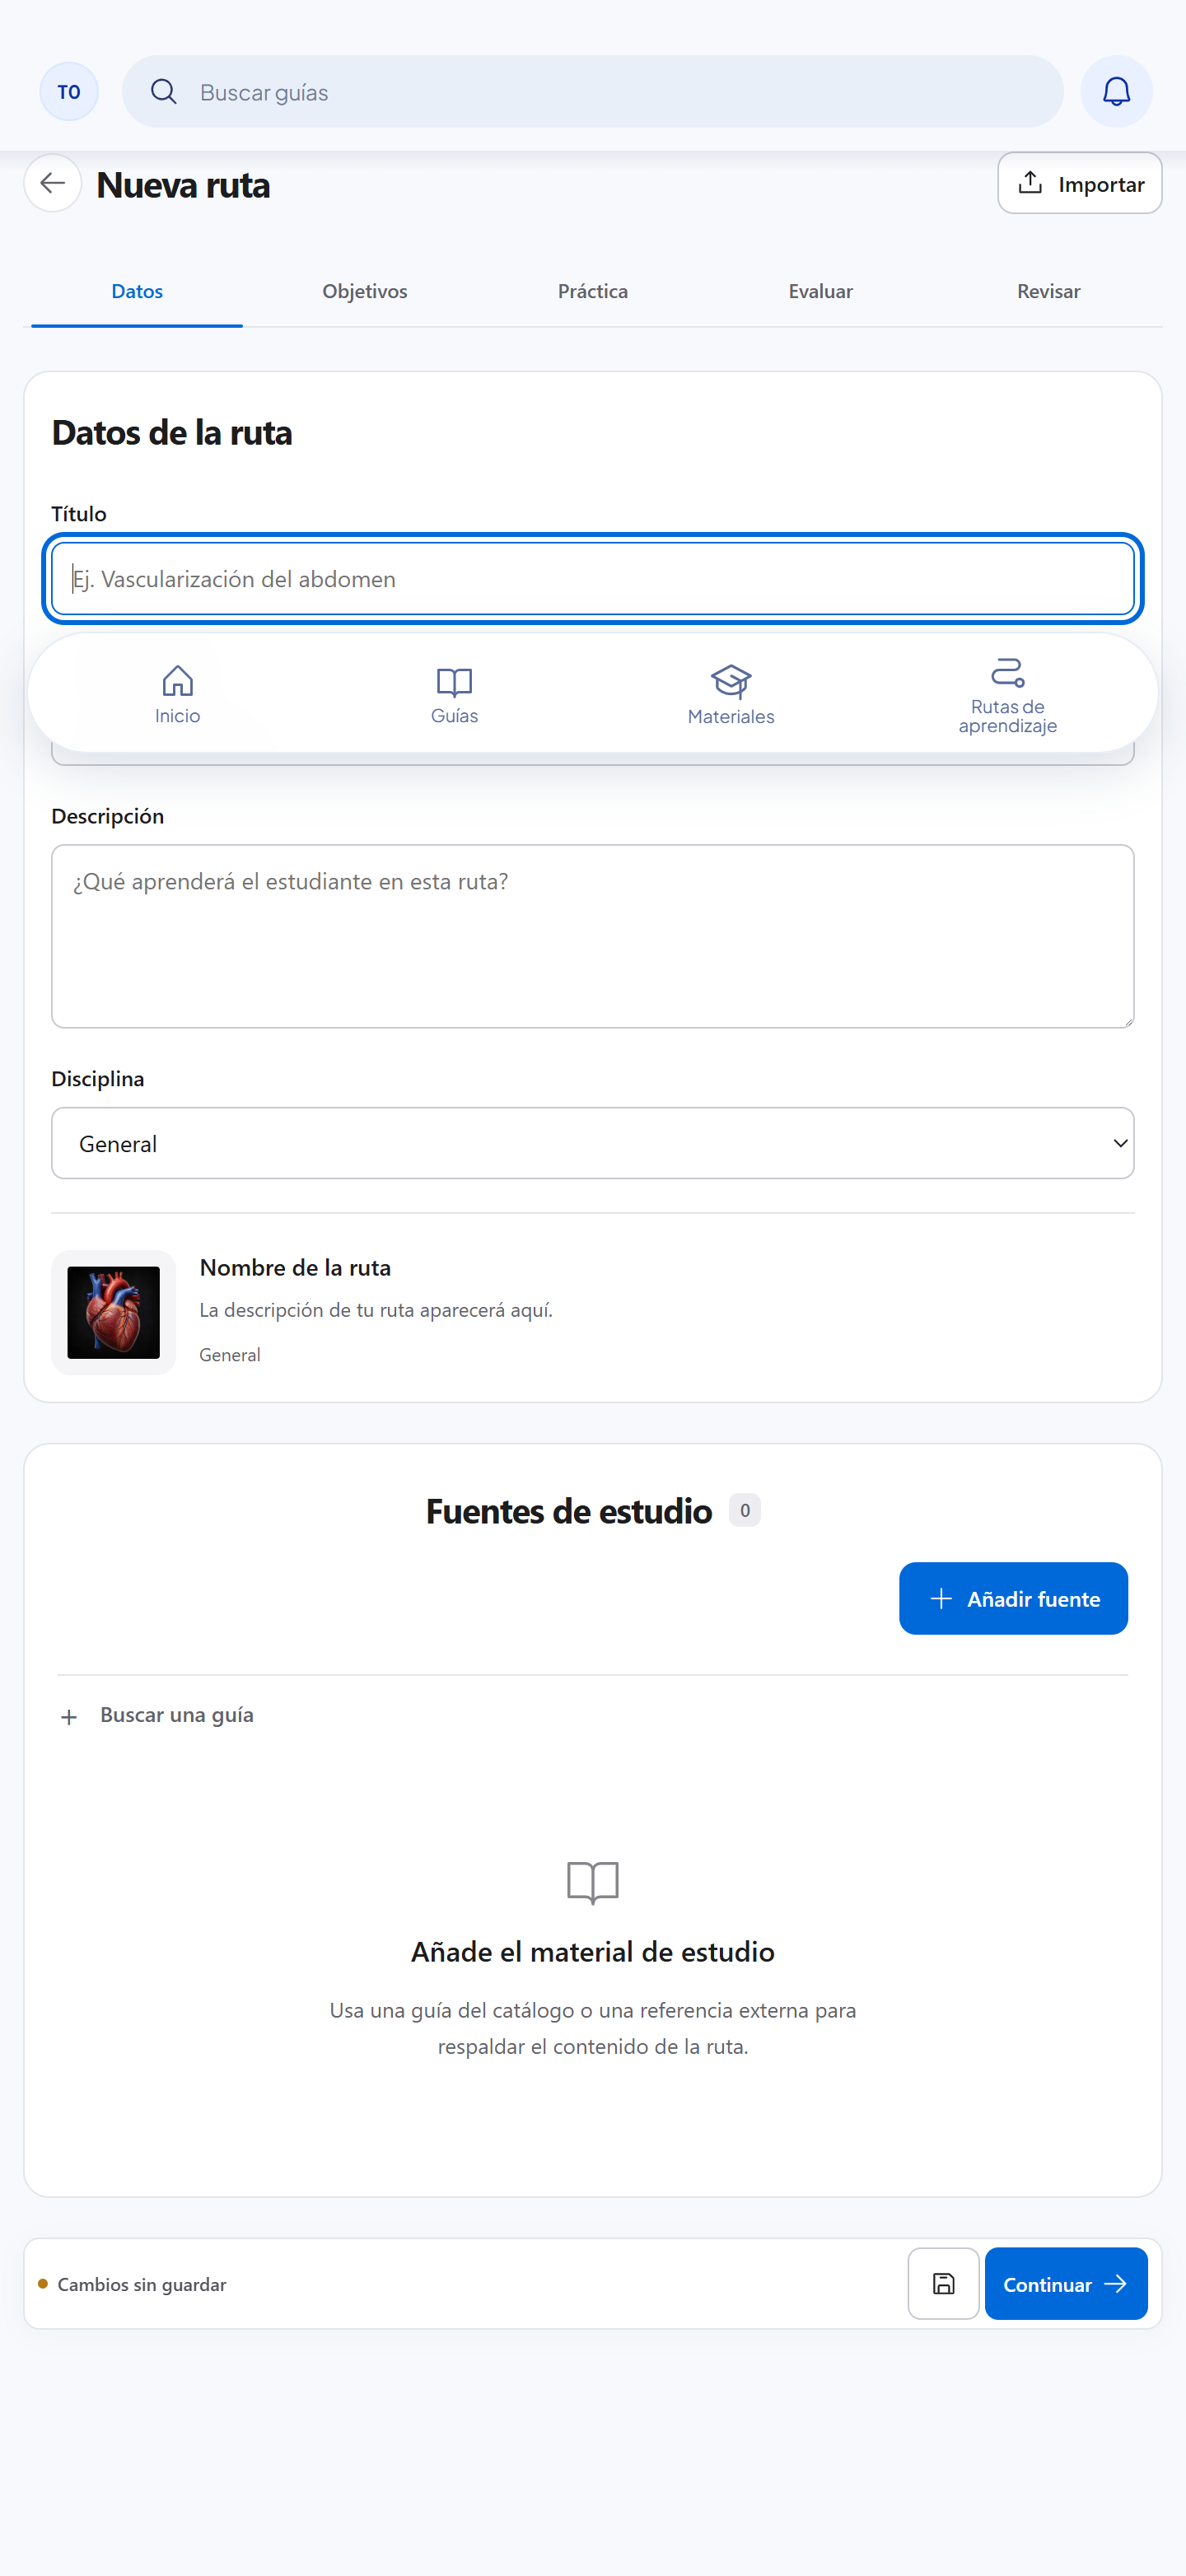 TO
Buscar guías
Nueva ruta
Importar
Datos
Objetivos
Práctica
Evaluar
Revisar
Datos de la ruta
Título
Ej. Vascularización del abdomen
Inicio
Guías
Materiales
Rutas de
aprendizaje
Descripción
¿Qué aprenderá el estudiante en esta ruta?
Disciplina
General
Nombre de la ruta
La descripción de tu ruta aparecerá aquí.
General
Fuentes de estudio 0
Añadir fuente
Buscar una guía
Añade el material de estudio
Usa una guía del catálogo o una referencia externa para
respaldar el contenido de la ruta.
Cambios sin guardar
Continuar